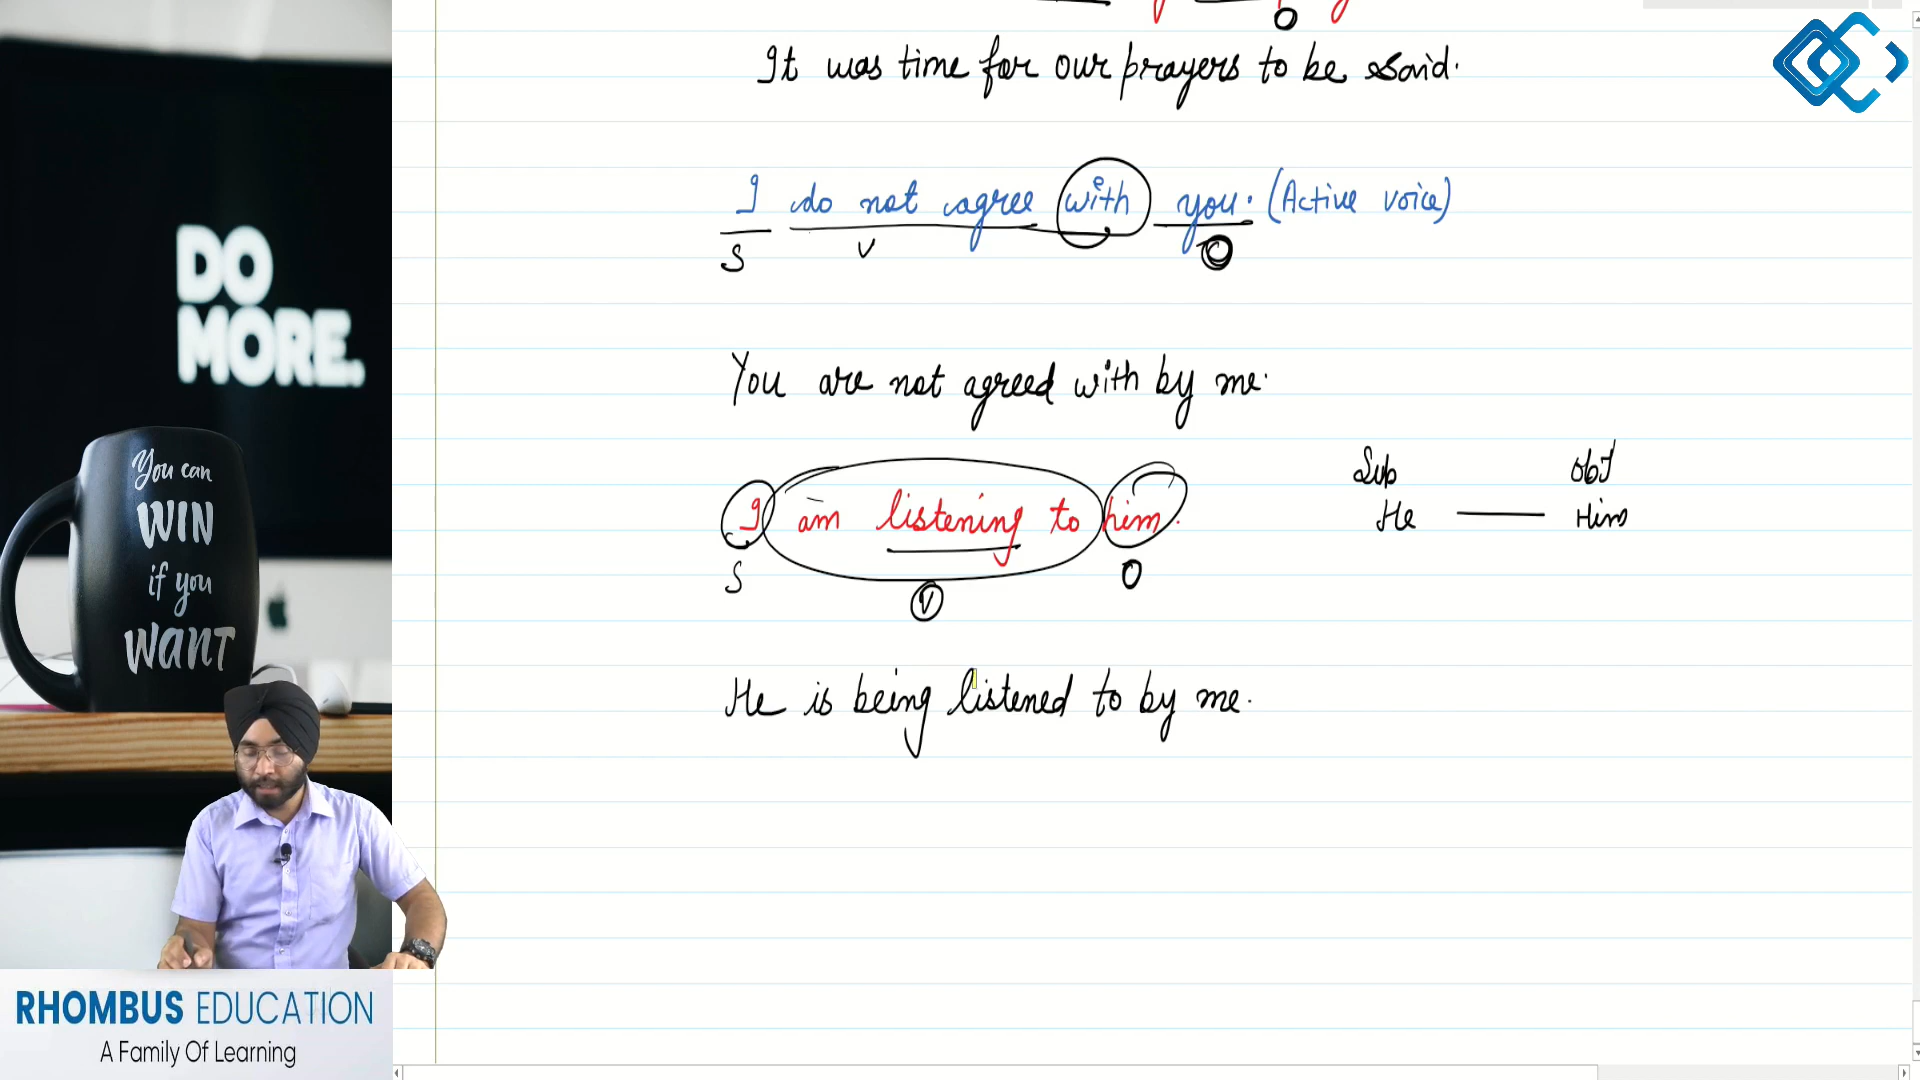 It was time for our prayers to be said.
I do not agree with you. (Active voice)
S V O
You are not agreed with by me.
Sub Obj
I am listening to him.
He Him
S V O
He is being listened to by me.
DO
MORE.
You can
WIN
if you
WANT
RHOMBUS EDUCATION
A Family Of Learning